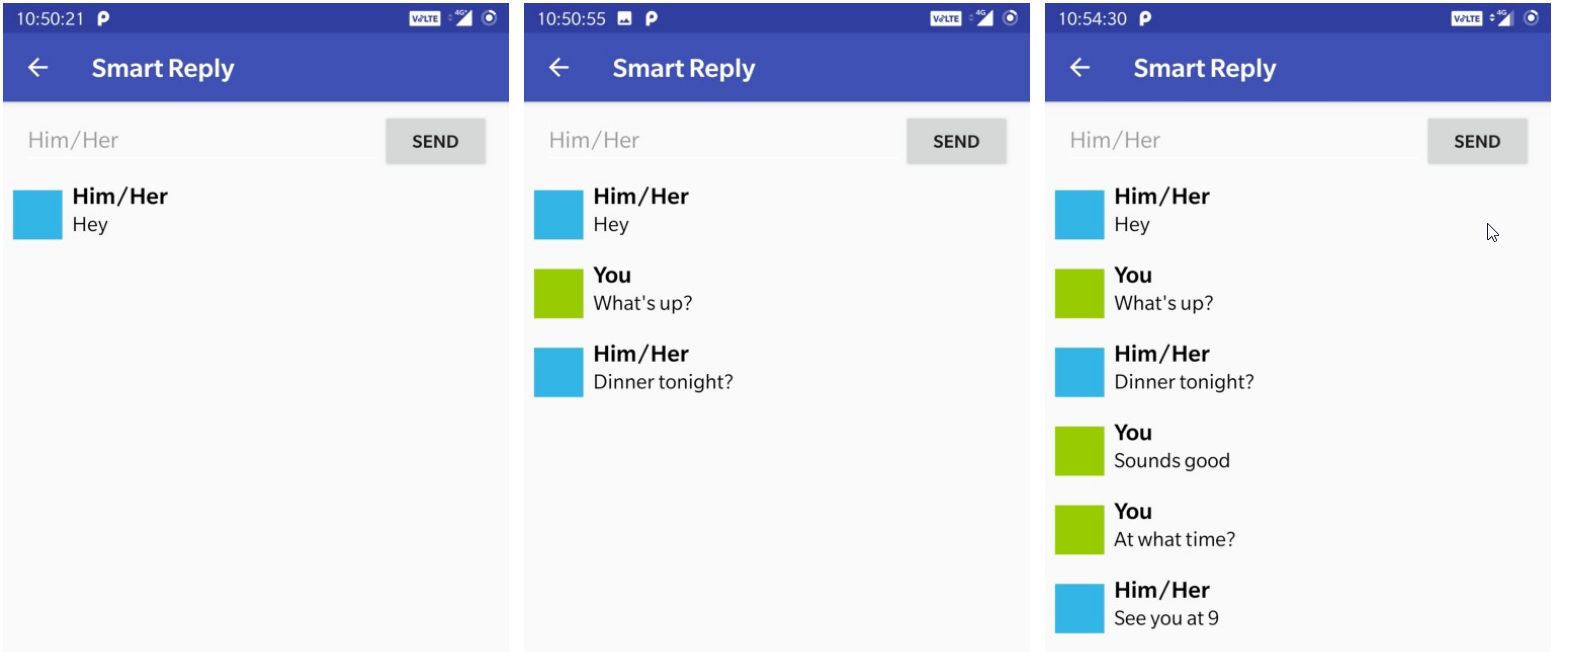 10:50:21
VoLTE 4G+
Smart Reply
Him/Her
SEND
Him/Her
Hey
10:50:55
VoLTE 4G
Smart Reply
Him/Her
SEND
Him/Her
Hey
You
What's up?
Him/Her
Dinner tonight?
10:54:30
VoLTE 4G
Smart Reply
Him/Her
SEND
Him/Her
Hey
You
What's up?
Him/Her
Dinner tonight?
You
Sounds good
You
At what time?
Him/Her
See you at 9